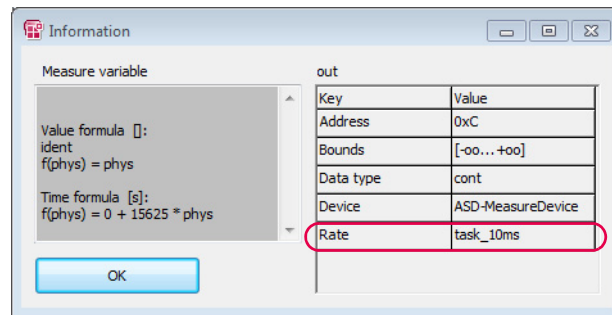 Information
Measure variable
Value formula []:
ident
f(phys) = phys
Time formula [s]:
f(phys) = 0 + 15625 * phys
OK
out
Key Value
Address 0xC
Bounds [-oo...+oo]
Data type cont
Device ASD-MeasureDevice
Rate task_10ms